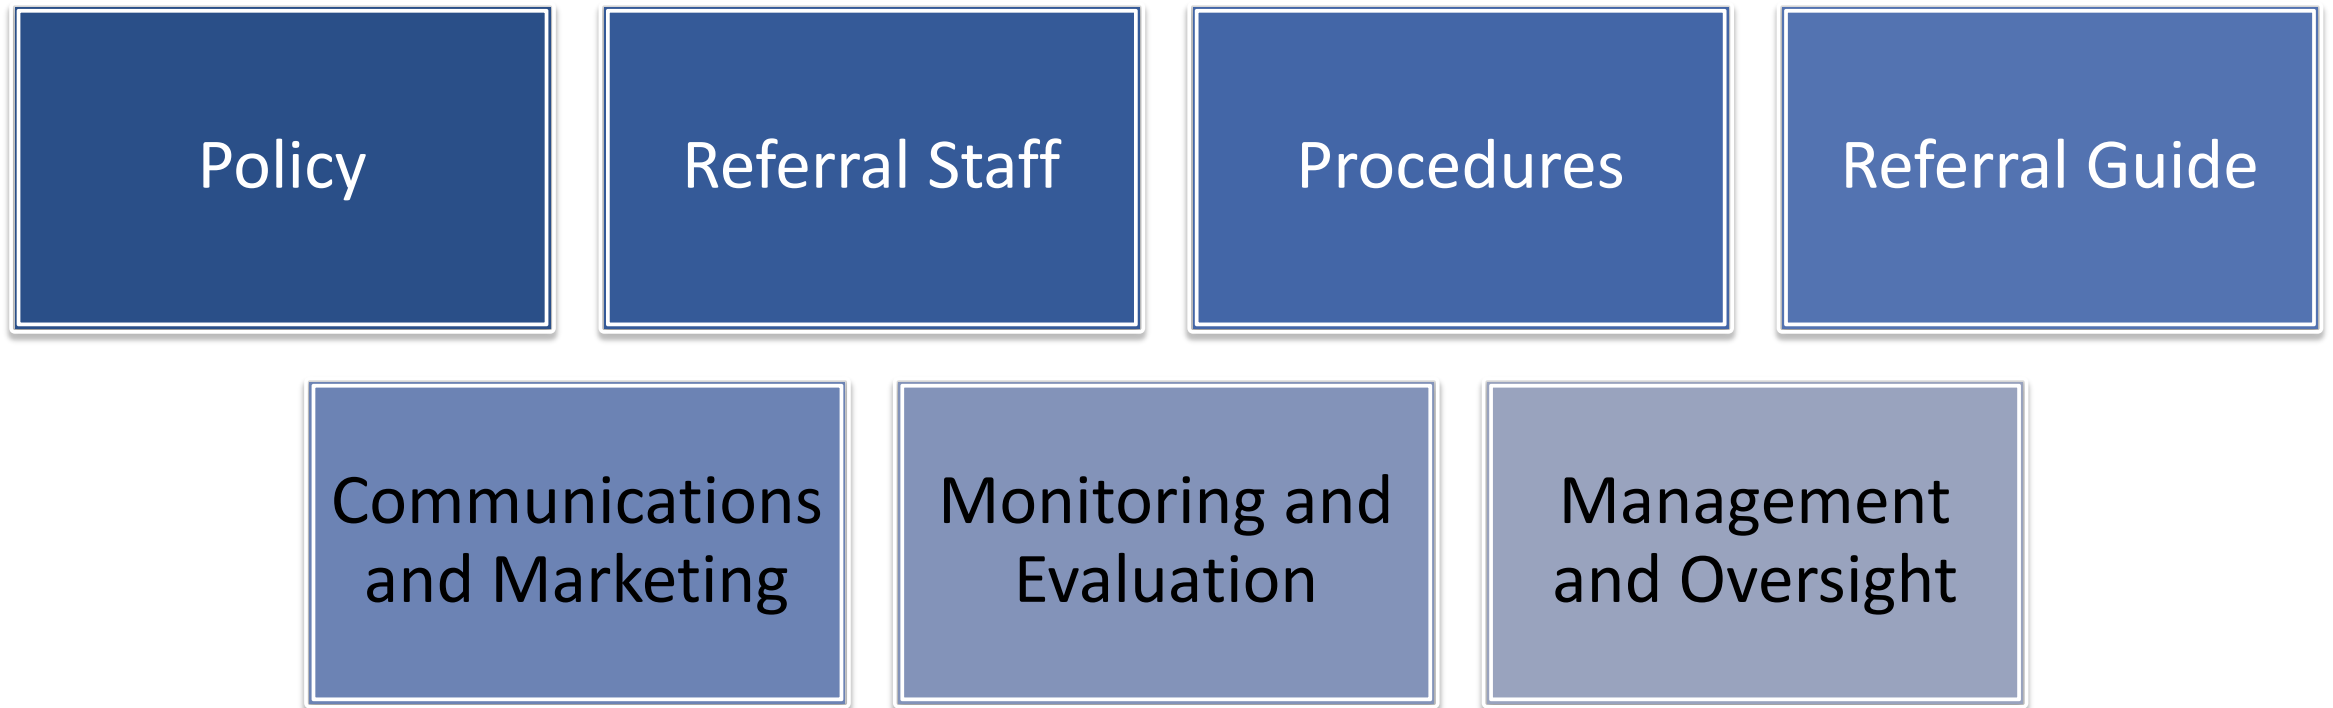 Policy
Referral Staff
Procedures
Referral Guide
Communications
and Marketing
Monitoring and
Evaluation
Management
and Oversight